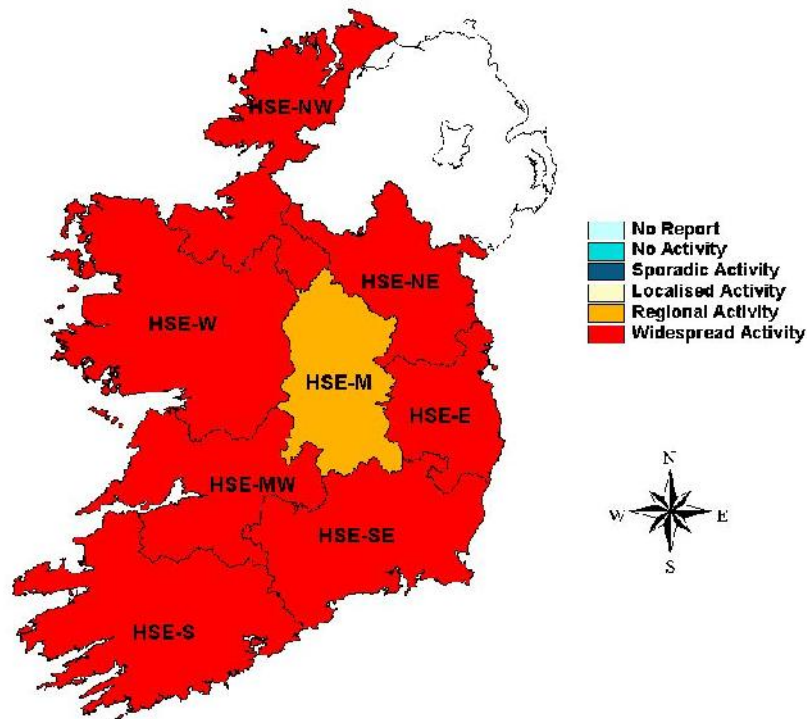 HSE-NW
No Report
No Activity
Sporadic Activity
Localised Activity
Regional Activity
Widespread Activity
HSE-NE
HSE-W
HSE-M
HSE-E
HSE-MW
HSE-SE
HSE-S
N
W E
S